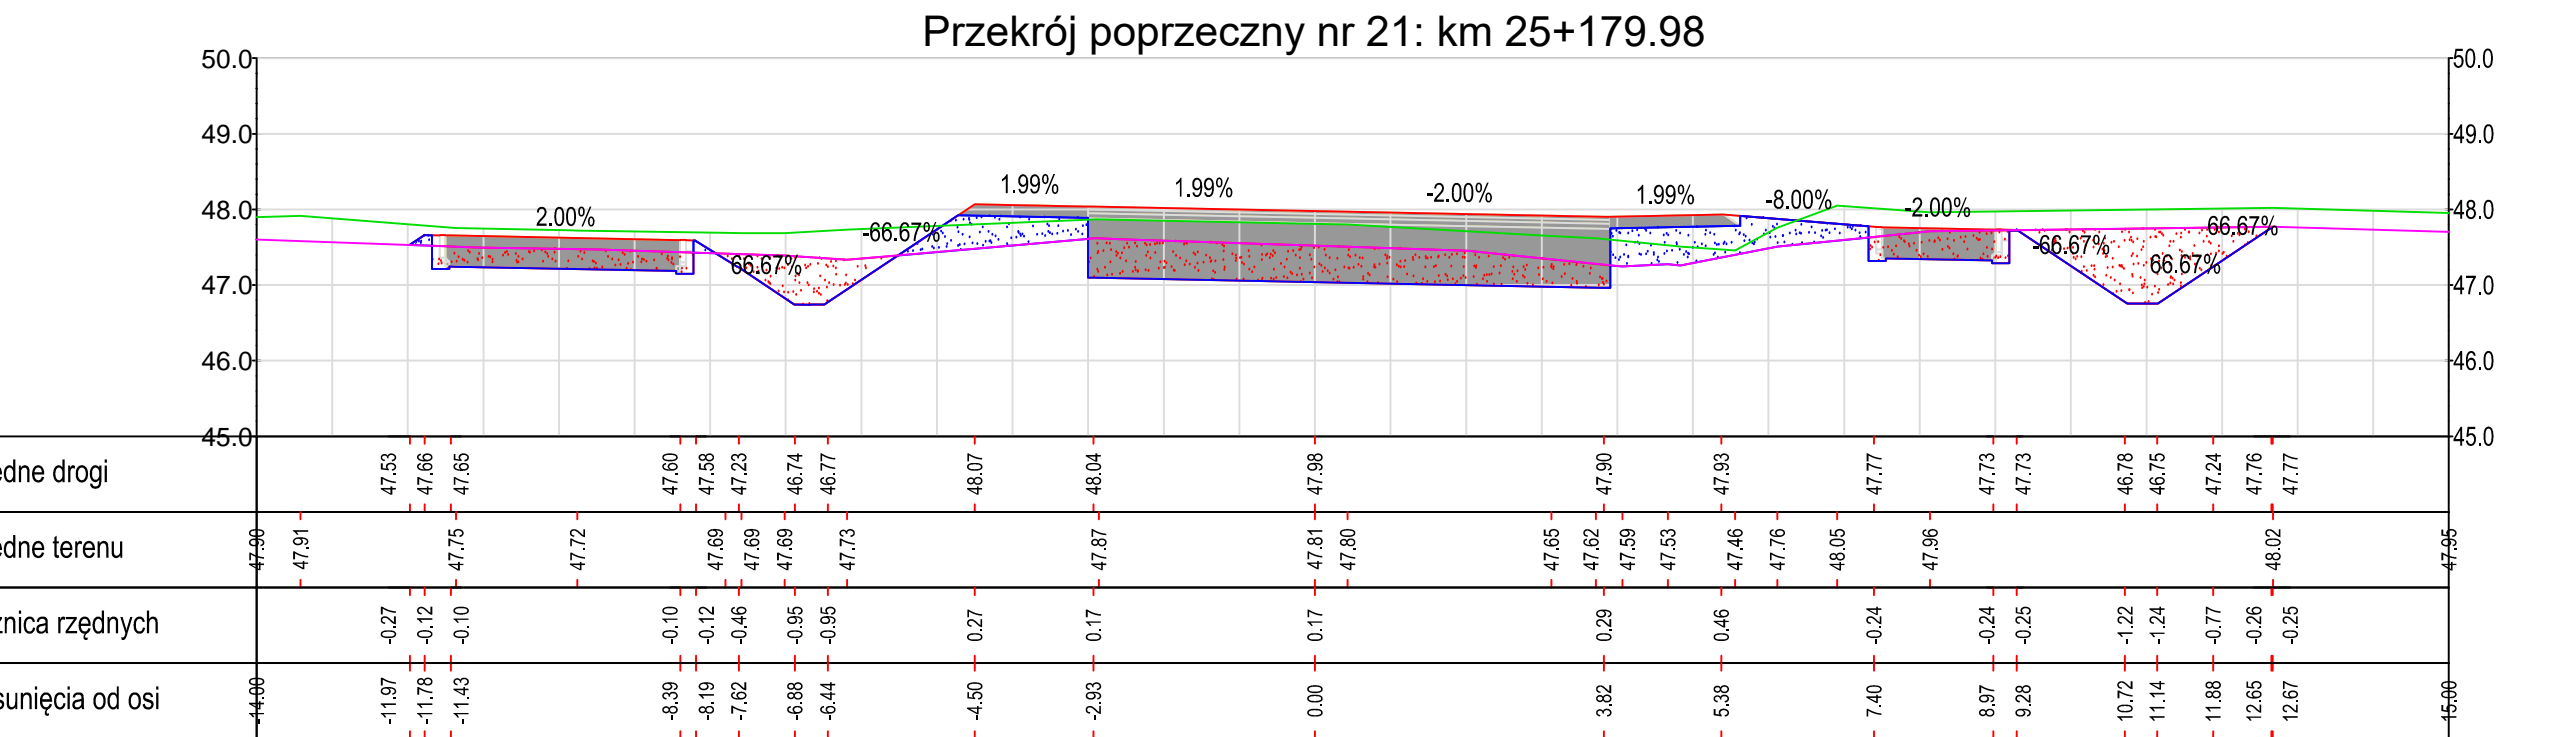 Przekrój poprzeczny nr 21: km 25+179.98
50.0 50.0
49.0 49.0
48.0 48.0
47.0 47.0
46.0 46.0
45.0 45.0
2.00% 66.67% -66.67% 1.99% 1.99% -2.00% 1.99% -8.00% -2.00% -66.67% 66.67% 66.67%
edne drogi 47.53 47.66 47.65 47.60 47.58 47.23 46.74 46.77 48.07 48.04 47.98 47.90 47.93 47.77 47.73 47.73 46.78 46.75 47.24 47.76 47.77
edne terenu 47.90 47.91 47.75 47.72 47.69 47.69 47.69 47.73 47.87 47.81 47.80 47.65 47.62 47.59 47.53 47.46 47.76 48.05 47.96 48.02 47.95
żnica rzędnych -0.27 -0.12 -0.10 -0.10 -0.12 -0.46 -0.95 -0.95 0.27 0.17 0.17 0.29 0.46 -0.24 -0.24 -0.25 -1.22 -1.24 -0.77 -0.26 -0.25
sunięcia od osi -14.00 -11.97 -11.78 -11.43 -8.39 -8.19 -7.62 -6.88 -6.44 -4.50 -2.93 0.00 3.82 5.38 7.40 8.97 9.28 10.72 11.14 11.88 12.65 12.67 15.00